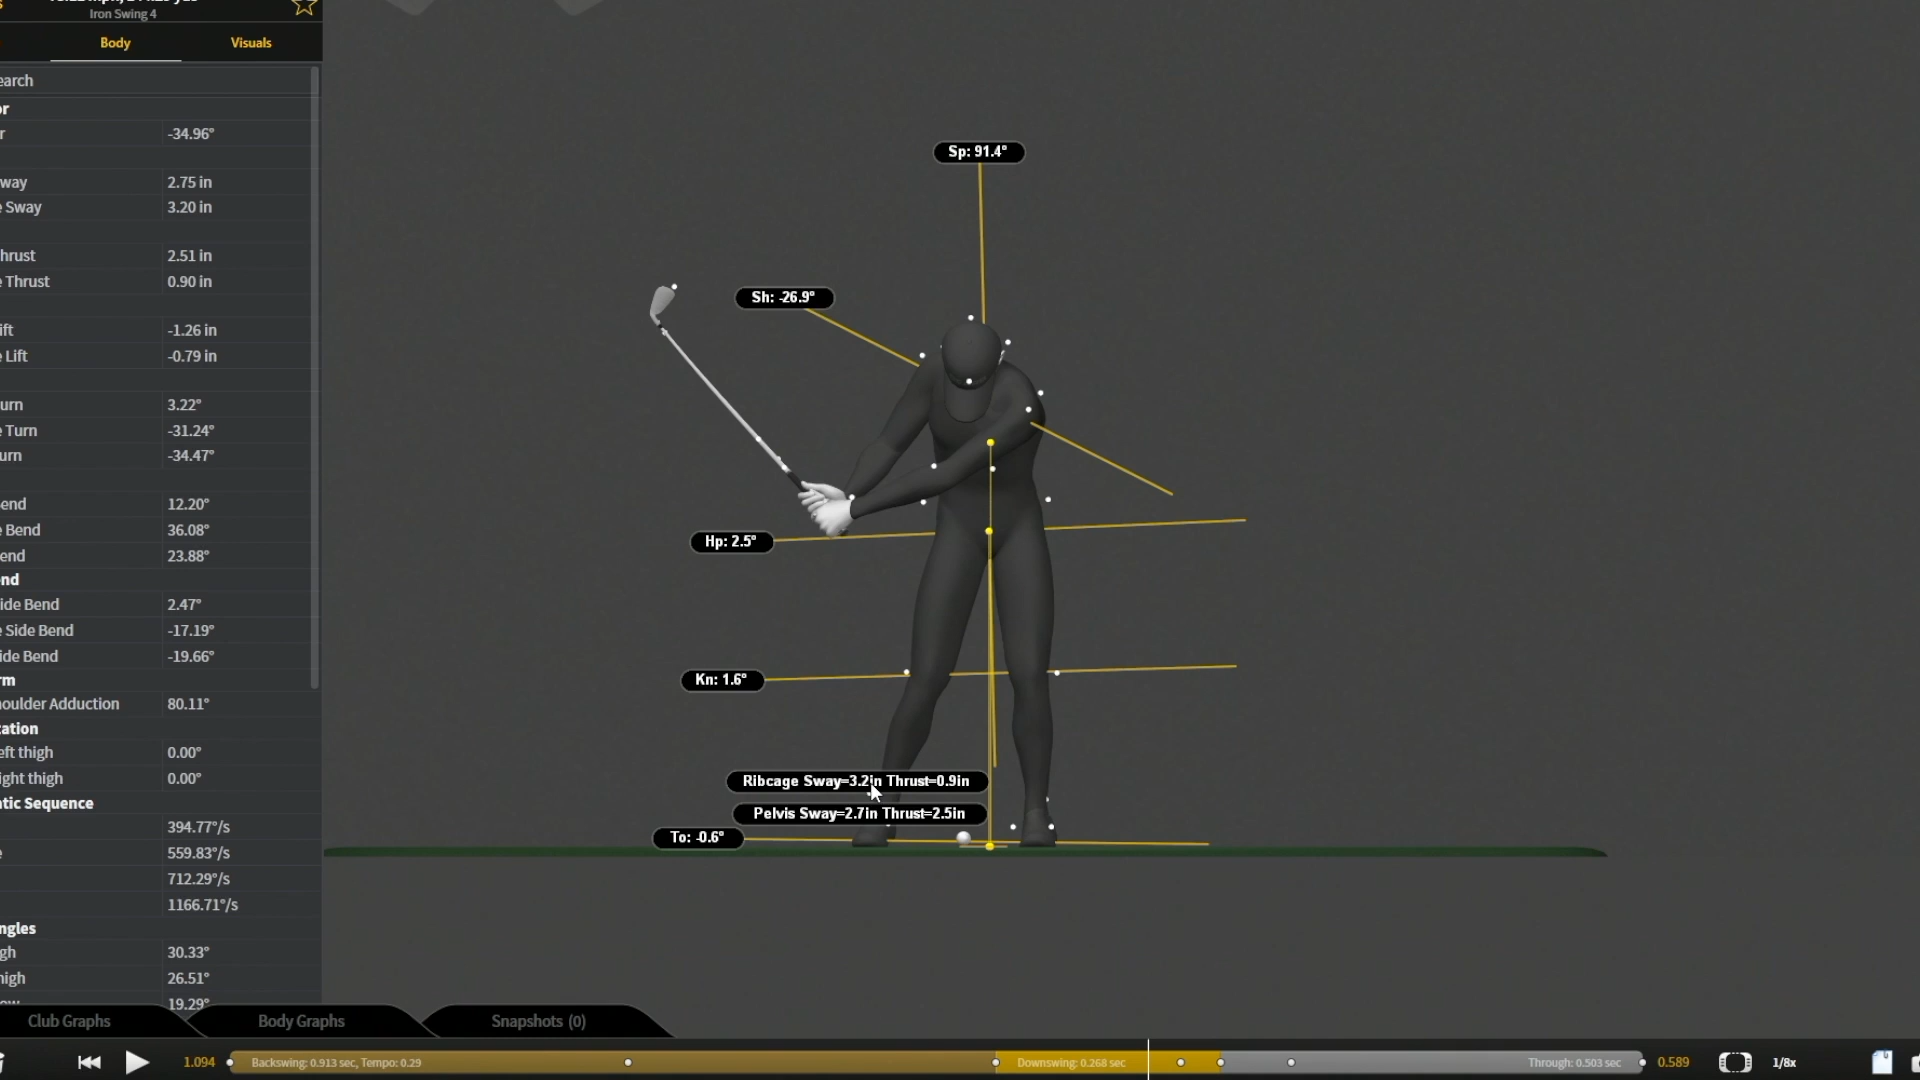 Iron Swing 4
Body
Visuals
earch
or
r -34.96°
way 2.75 in
e Sway 3.20 in
hrust 2.51 in
e Thrust 0.90 in
ift -1.26 in
e Lift -0.79 in
urn 3.22°
e Turn -31.24°
urn -34.47°
end 12.20°
e Bend 36.08°
end 23.88°
nd
ide Bend 2.47°
e Side Bend -17.19°
ide Bend -19.66°
rm
houlder Adduction 80.11°
tation
eft thigh 0.00°
ight thigh 0.00°
atic Sequence
394.77°/s
e 559.83°/s
712.29°/s
1166.71°/s
ngles
gh 30.33°
high 26.51°
19.29°
Sp: 91.4°
Sh: -26.9°
Hp: 2.5°
Kn: 1.6°
Ribcage Sway=3.2in Thrust=0.9in
Pelvis Sway=2.7in Thrust=2.5in
To: -0.6°
Club Graphs
Body Graphs
Snapshots (0)
1.094
Backswing: 0.913 sec, Tempo: 0.29
Downswing: 0.268 sec
Through: 0.503 sec
0.589
1/8x